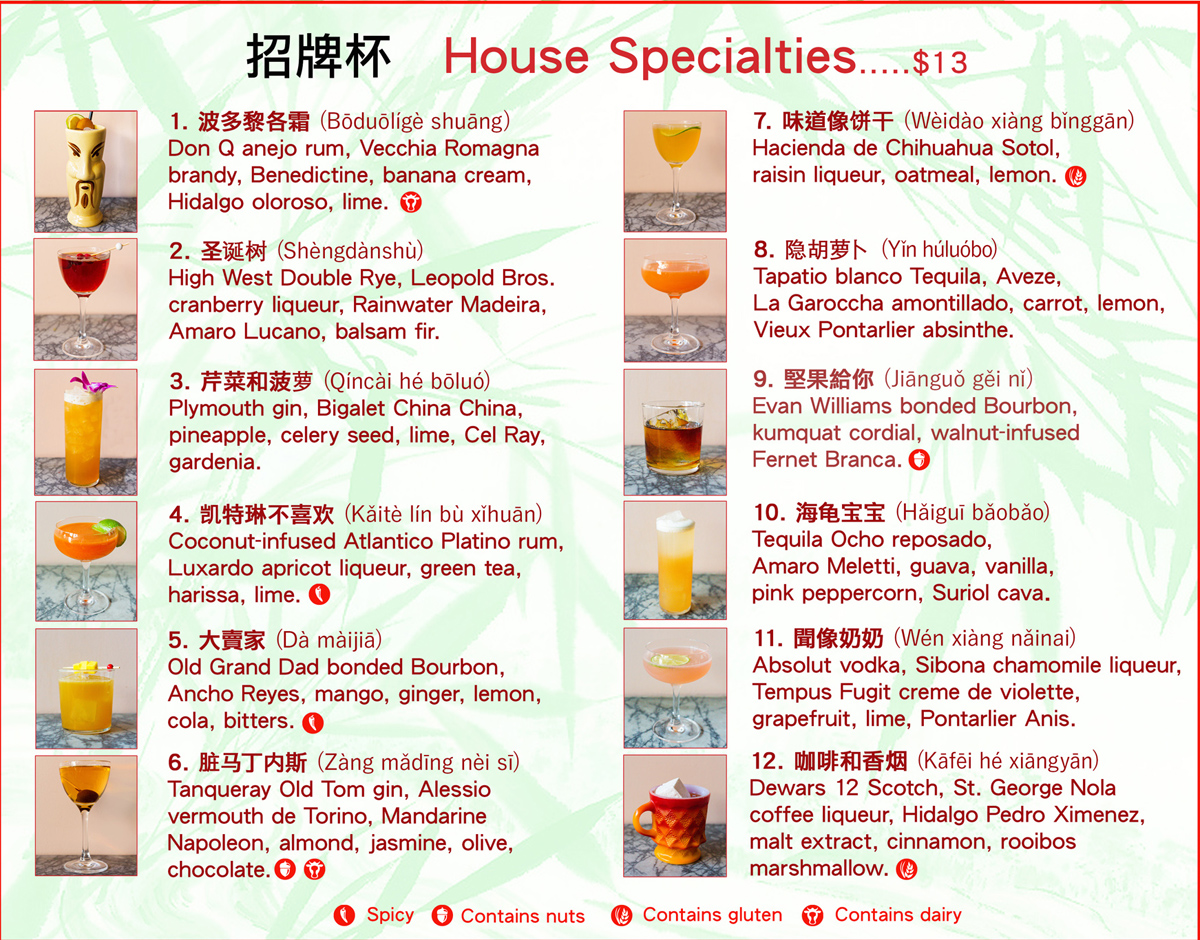 招牌杯 House Specialties.....$13
1. 波多黎各霜 (Bōduōlígè shuāng)
Don Q anejo rum, Vecchia Romagna
brandy, Benedictine, banana cream,
Hidalgo oloroso, lime.
2. 圣诞树 (Shèngdànshù)
High West Double Rye, Leopold Bros.
cranberry liqueur, Rainwater Madeira,
Amaro Lucano, balsam fir.
3. 芹菜和菠萝 (Qíncài hé bōluó)
Plymouth gin, Bigalet China China,
pineapple, celery seed, lime, Cel Ray,
gardenia.
4. 凯特琳不喜欢 (Kǎitè lín bù xǐhuān)
Coconut-infused Atlantico Platino rum,
Luxardo apricot liqueur, green tea,
harissa, lime.
5. 大賣家 (Dà màijiā)
Old Grand Dad bonded Bourbon,
Ancho Reyes, mango, ginger, lemon,
cola, bitters.
6. 脏马丁内斯 (Zàng mǎdīng nèi sī)
Tanqueray Old Tom gin, Alessio
vermouth de Torino, Mandarine
Napoleon, almond, jasmine, olive,
chocolate.
7. 味道像饼干 (Wèidào xiàng bǐnggān)
Hacienda de Chihuahua Sotol,
raisin liqueur, oatmeal, lemon.
8. 隐胡萝卜 (Yǐn húluóbo)
Tapatio blanco Tequila, Aveze,
La Garoccha amontillado, carrot, lemon,
Vieux Pontarlier absinthe.
9. 堅果給你 (Jiānguǒ gěi nǐ)
Evan Williams bonded Bourbon,
kumquat cordial, walnut-infused
Fernet Branca.
10. 海龟宝宝 (Hǎiguī bǎobǎo)
Tequila Ocho reposado,
Amaro Meletti, guava, vanilla,
pink peppercorn, Suriol cava.
11. 聞像奶奶 (Wén xiàng nǎinai)
Absolut vodka, Sibona chamomile liqueur,
Tempus Fugit creme de violette,
grapefruit, lime, Pontarlier Anis.
12. 咖啡和香烟 (Kāfēi hé xiāngyān)
Dewars 12 Scotch, St. George Nola
coffee liqueur, Hidalgo Pedro Ximenez,
malt extract, cinnamon, rooibos
marshmallow.
Spicy Contains nuts Contains gluten Contains dairy